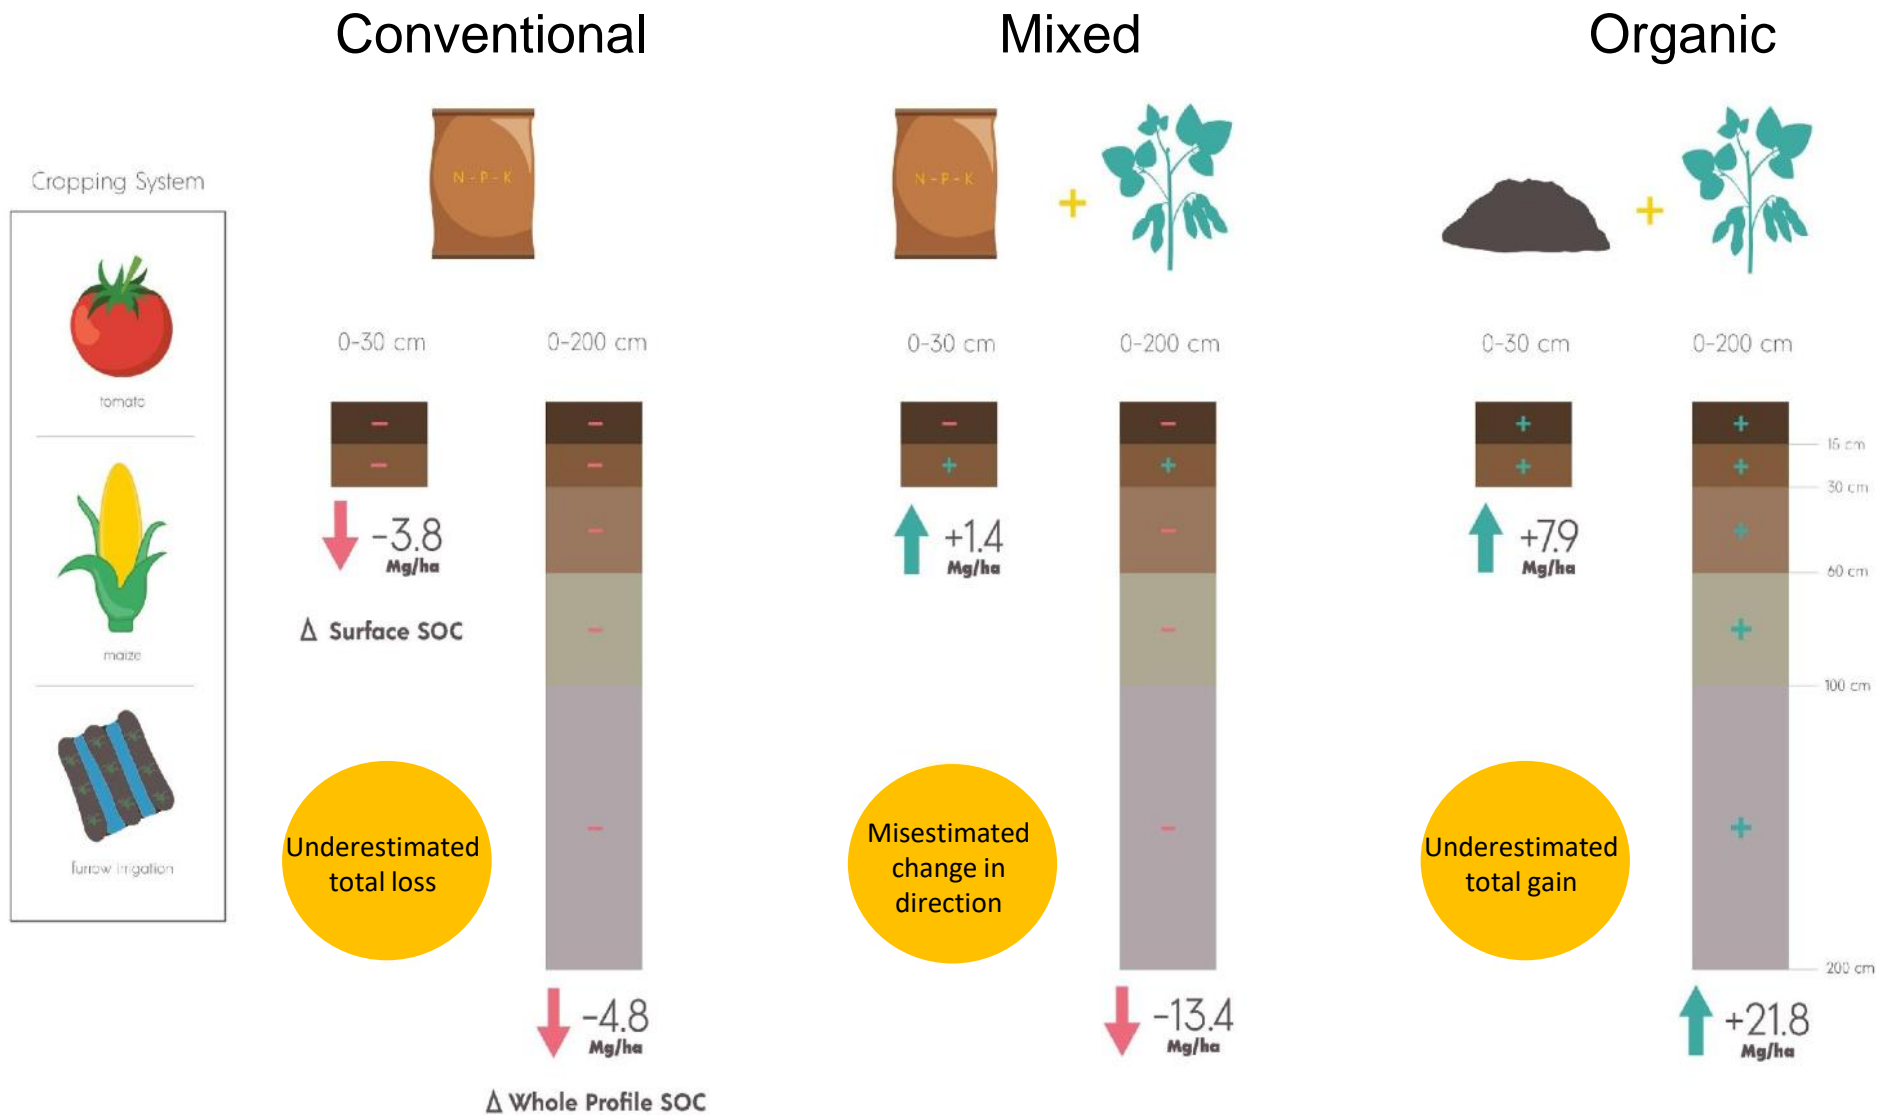 Conventional
Mixed
Organic
Cropping System
tomato
maize
furrow irrigation
N-P-K
0-30 cm
0-200 cm
−
−
−3.8
Mg/ha
Δ Surface SOC
−
−
−
−
−
Underestimated
total loss
−4.8
Mg/ha
Δ Whole Profile SOC
N-P-K
+
0-30 cm
0-200 cm
−
+
+1.4
Mg/ha
−
+
−
−
−
Misestimated
change in
direction
−13.4
Mg/ha
+
0-30 cm
0-200 cm
+
+
+7.9
Mg/ha
+
+
+
+
+
15 cm
30 cm
60 cm
100 cm
200 cm
Underestimated
total gain
+21.8
Mg/ha